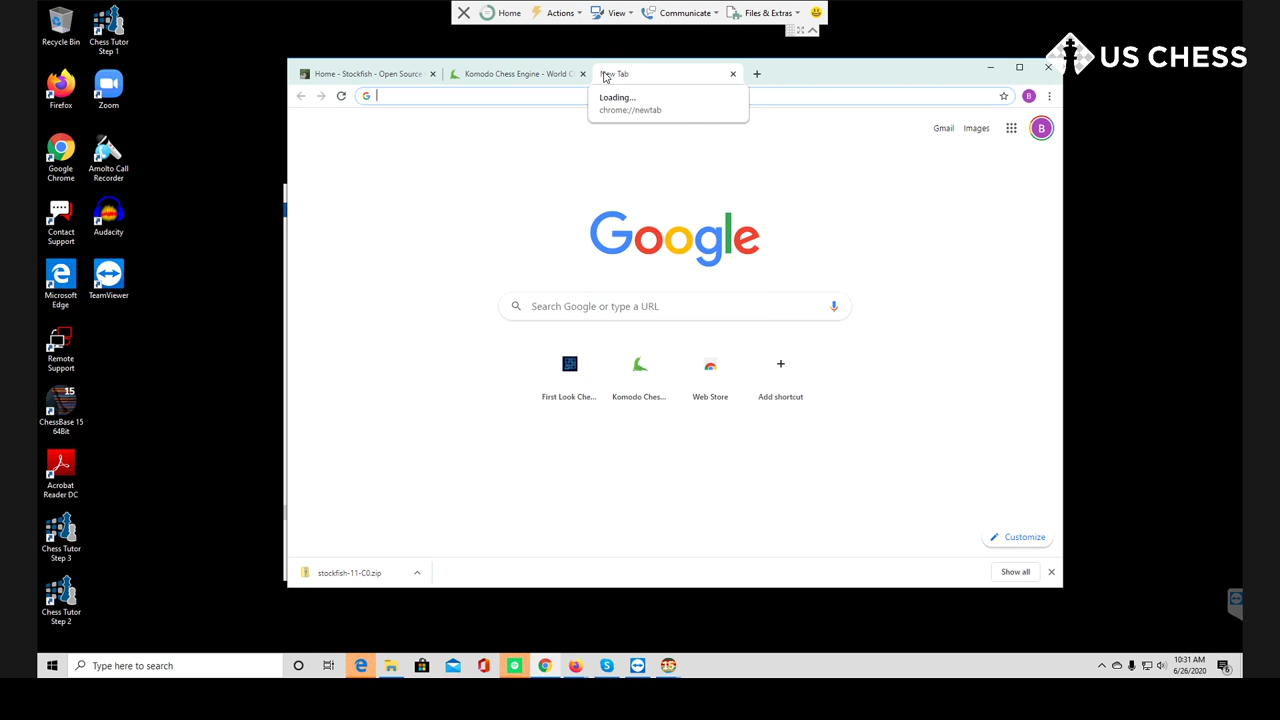 Home
Actions
View
Communicate
Files & Extras
US CHESS
Recycle Bin
Chess Tutor
Step 1
Firefox
Zoom
Google
Chrome
Amolto Call
Recorder
Contact
Support
Audacity
Microsoft
Edge
TeamViewer
Remote
Support
15
ChessBase 15
64Bit
Acrobat
Reader DC
Chess Tutor
Step 3
Chess Tutor
Step 2
Home - Stockfish - Open Source
Komodo Chess Engine - World C
New Tab
Loading...
chrome://newtab
B
Gmail
Images
B
Google
Search Google or type a URL
First Look Che...
Komodo Ches...
Web Store
Add shortcut
Customize
stockfish-11-C0.zip
Show all
Type here to search
15
10:31 AM
6/26/2020
6